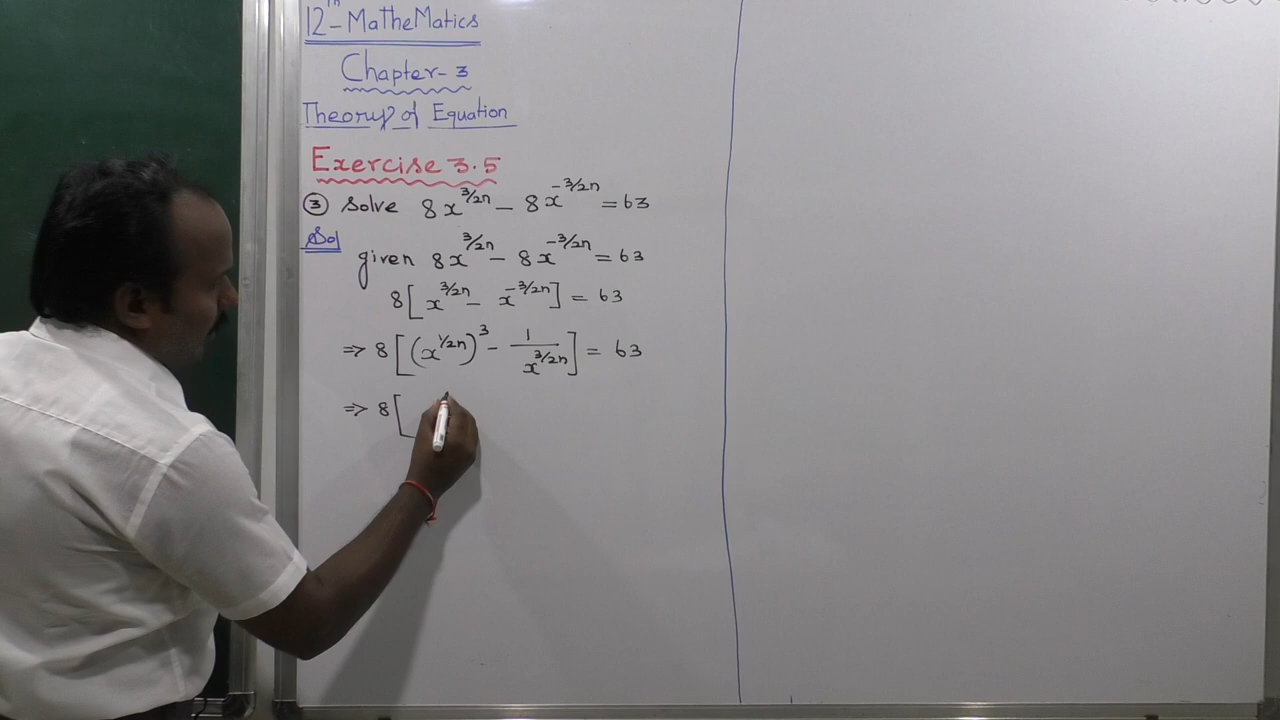 12th-MatheMatics
Chapter-3
Theory of Equation
Exercise 3.5
③ Solve 8x^{3/2n} - 8x^{-3/2n} = 63
Sol
given 8x^{3/2n} - 8x^{-3/2n} = 63
8[x^{3/2n} - x^{-3/2n}] = 63
⇒ 8[(x^{1/2n})^3 - 1/x^{3/2n}] = 63
⇒ 8[